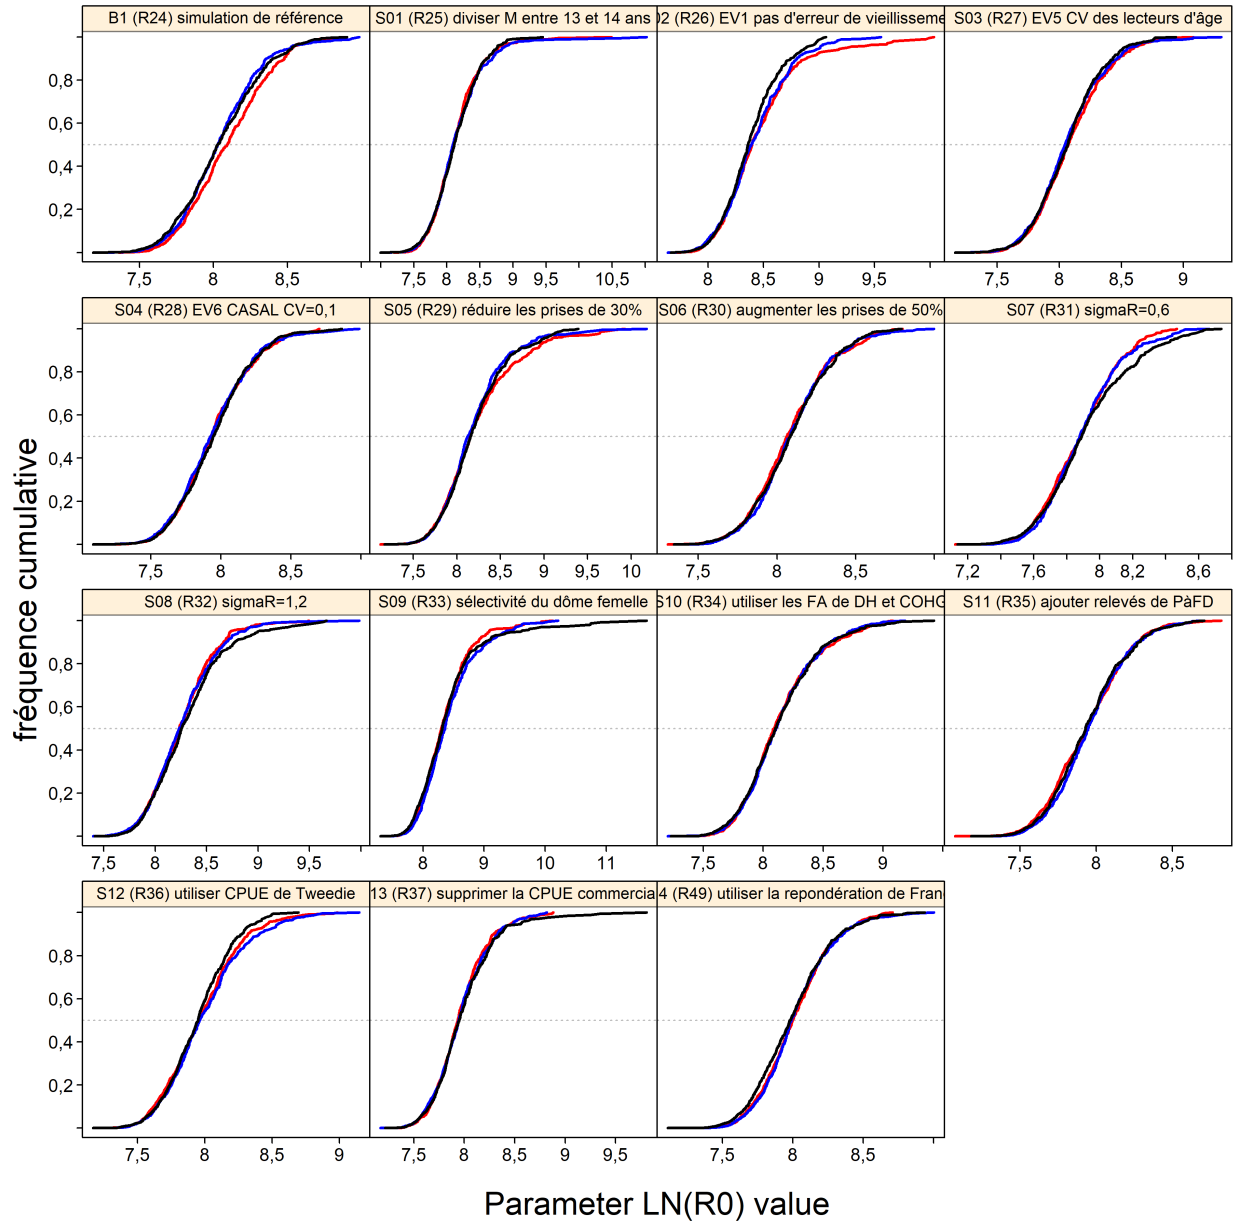 B1 (R24) simulation de référence
S01 (R25) diviser M entre 13 et 14 ans
02 (R26) EV1 pas d'erreur de vieillisseme
S03 (R27) EV5 CV des lecteurs d'âge
0,8
0,6
0,4
0,2
7,5 8 8,5
7,5 8 8,5 9 9,5 10,5
8 8,5 9 9,5
7,5 8 8,5 9
S04 (R28) EV6 CASAL CV=0,1
S05 (R29) réduire les prises de 30%
S06 (R30) augmenter les prises de 50%
S07 (R31) sigmaR=0,6
0,8
0,6
0,4
0,2
7,5 8 8,5
7,5 8 8,5 9 9,5 10
8 8,5
7,2 7,6 8 8,2 8,6
fréquence cumulative
S08 (R32) sigmaR=1,2
S09 (R33) sélectivité du dôme femelle
S10 (R34) utiliser les FA de DH et COHG
S11 (R35) ajouter relevés de PàFD
0,8
0,6
0,4
0,2
7,5 8 8,5 9 9,5
8 9 10 11
7,5 8 8,5 9
7,5 8 8,5
S12 (R36) utiliser CPUE de Tweedie
13 (R37) supprimer la CPUE commercia
4 (R49) utiliser la repondération de Fran
0,8
0,6
0,4
0,2
7,5 8 8,5 9
7,5 8 8,5 9 9,5
7,5 8 8,5
Parameter LN(R0) value